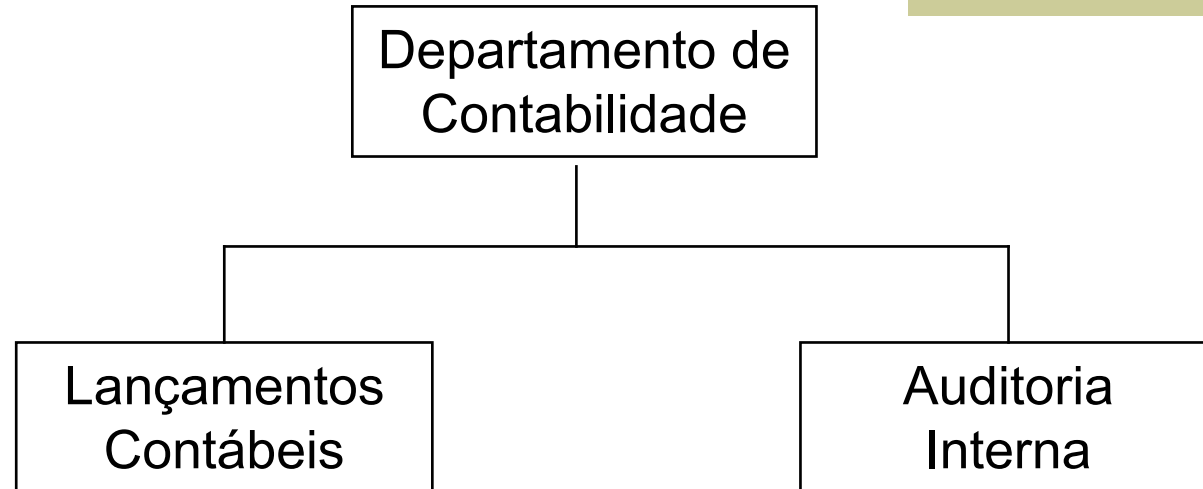 Departamento de
Contabilidade
Lançamentos
Contábeis
Auditoria
Interna